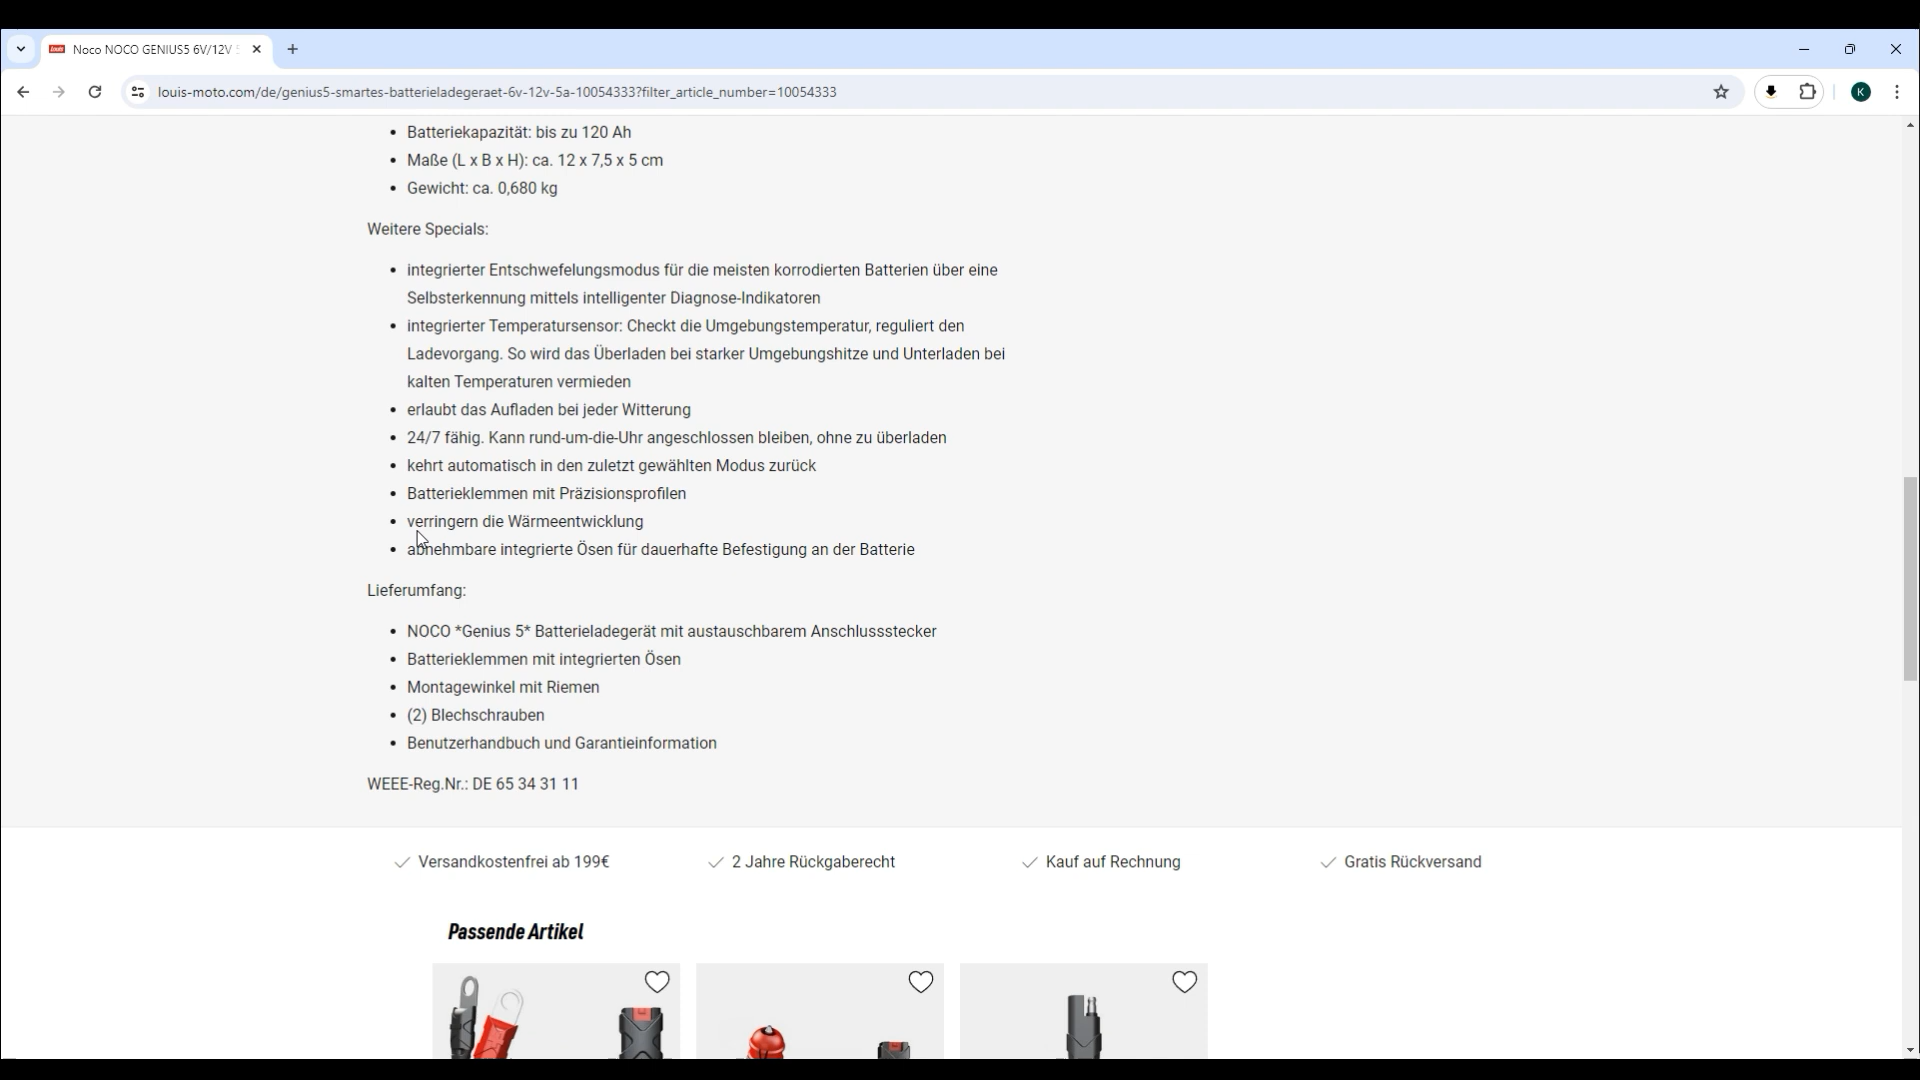 Noco NOCO GENIUS5 6V/12V
louis-moto.com/de/genius5-smartes-batterieladegeraet-6v-12v-5a-10054333?filter_article_number=10054333
K
• Batteriekapazität: bis zu 120 Ah
• Maße (L x B x H): ca. 12 x 7,5 x 5 cm
• Gewicht: ca. 0,680 kg
Weitere Specials:
• integrierter Entschwefelungsmodus für die meisten korrodierten Batterien über eine
Selbsterkennung mittels intelligenter Diagnose-Indikatoren
• integrierter Temperatursensor: Checkt die Umgebungstemperatur, reguliert den
Ladevorgang. So wird das Überladen bei starker Umgebungshitze und Unterladen bei
kalten Temperaturen vermieden
• erlaubt das Aufladen bei jeder Witterung
• 24/7 fähig. Kann rund-um-die-Uhr angeschlossen bleiben, ohne zu überladen
• kehrt automatisch in den zuletzt gewählten Modus zurück
• Batterieklemmen mit Präzisionsprofilen
• verringern die Wärmeentwicklung
• abnehmbare integrierte Ösen für dauerhafte Befestigung an der Batterie
Lieferumfang:
• NOCO *Genius 5* Batterieladegerät mit austauschbarem Anschlussstecker
• Batterieklemmen mit integrierten Ösen
• Montagewinkel mit Riemen
• (2) Blechschrauben
• Benutzerhandbuch und Garantieinformation
WEEE-Reg.Nr.: DE 65 34 31 11
Versandkostenfrei ab 199€
2 Jahre Rückgaberecht
Kauf auf Rechnung
Gratis Rückversand
Passende Artikel